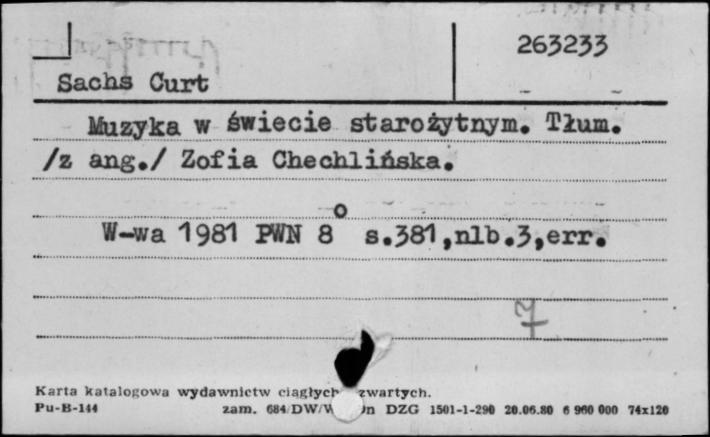 263233
Sachs Curt
Muzyka w świecie starożytnym. Tłum.
/z ang./ Zofia Chechlińska.
W-wa 1981 PWN 8o s.381,nlb.3,err.
7
Karta katalogowa wydawnictw ciągłych zwartych.
Pu-B-144 zam. 684/DW/ DZG 1501-1-290 20.06.80 6 960 000 74x120